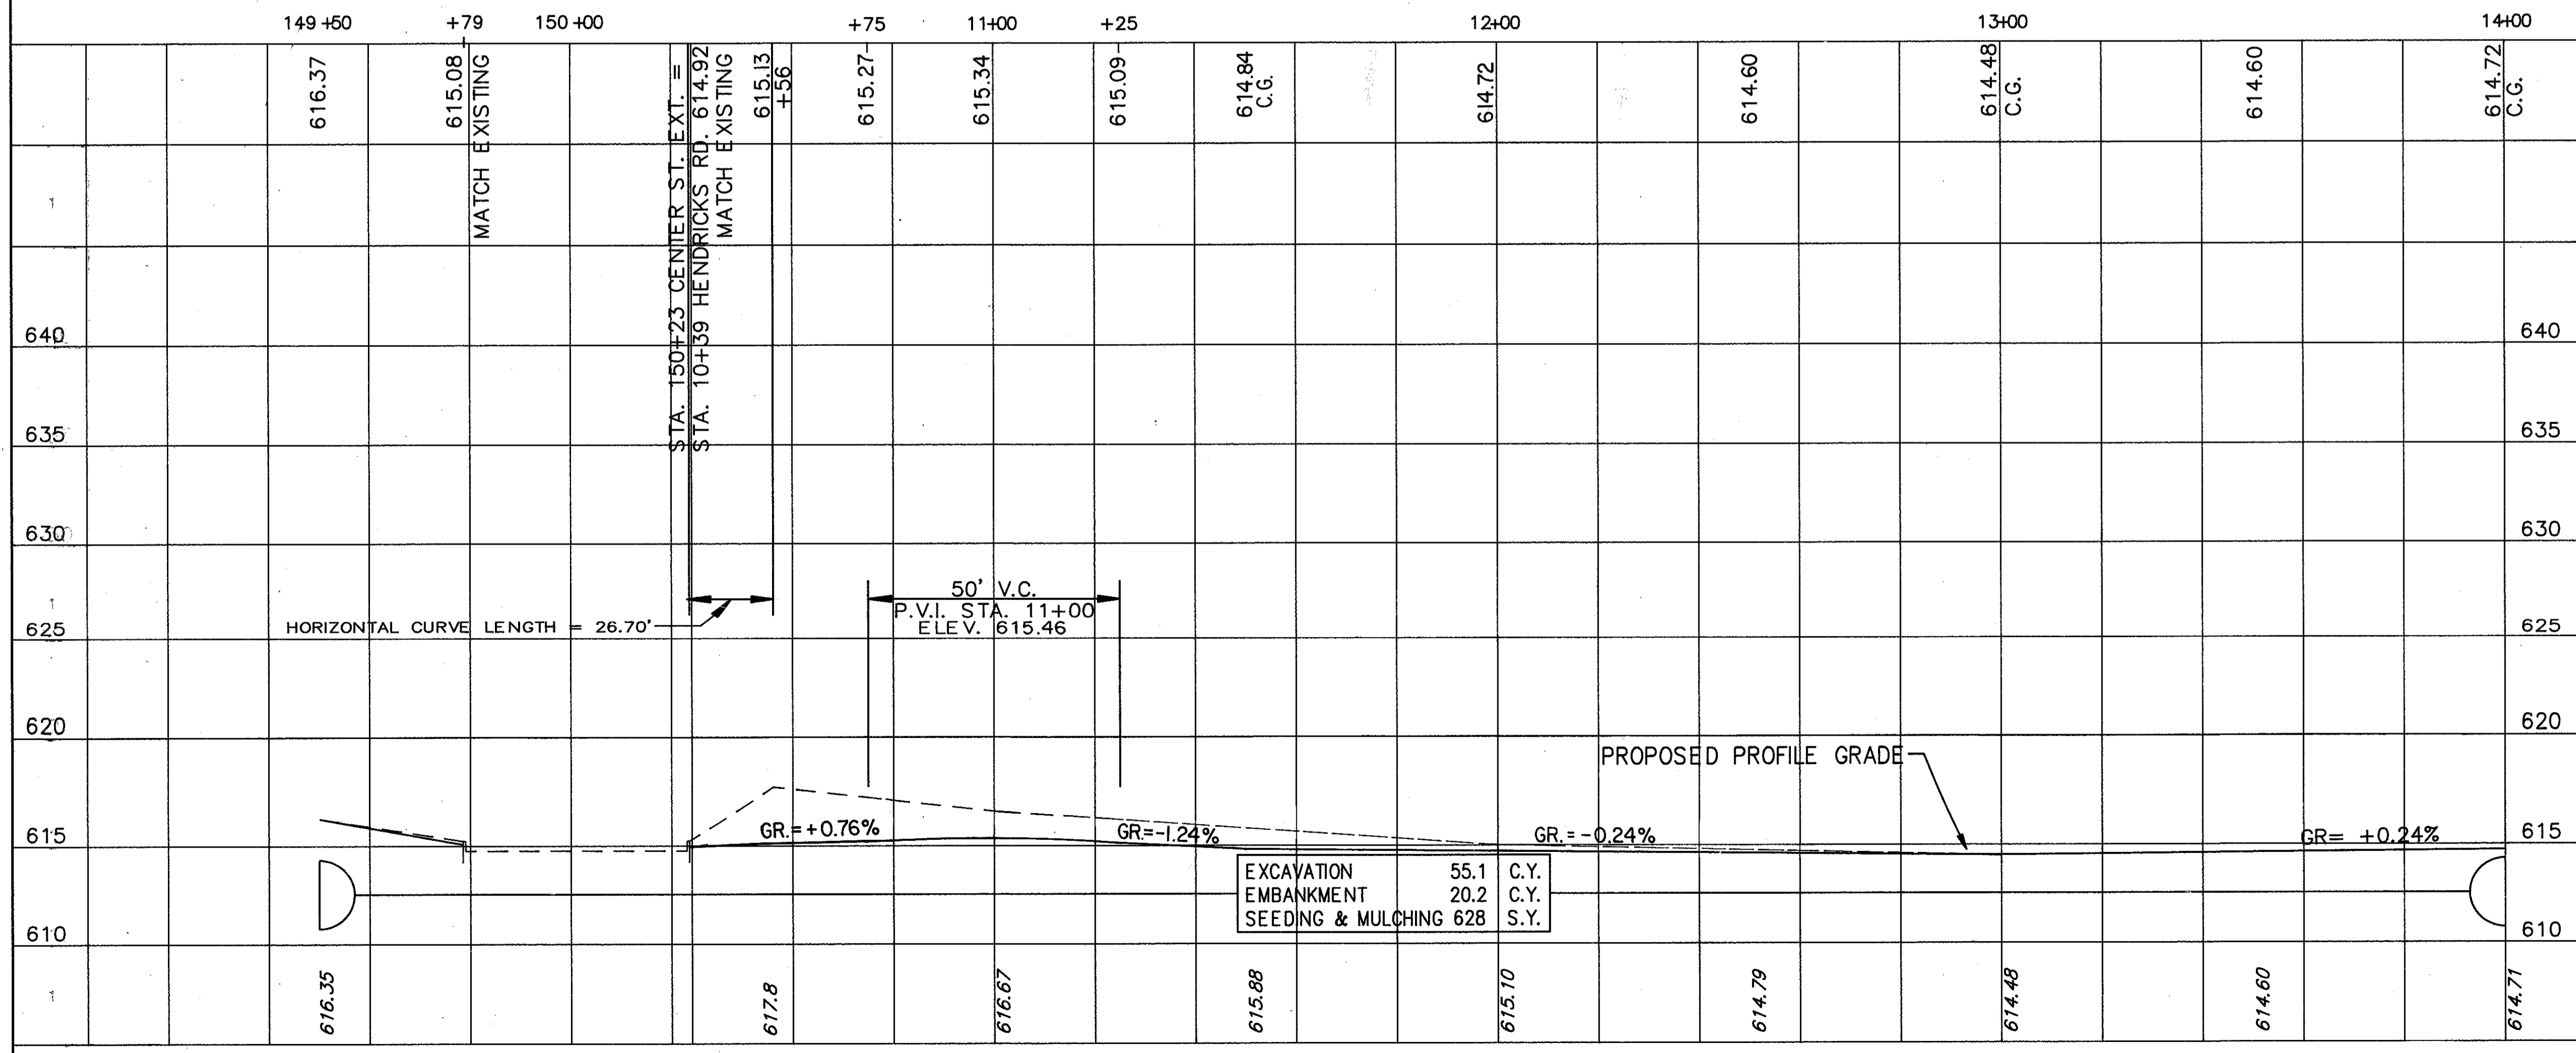 149+50 +79 150+00 +75 11+00 +25 12+00 13+00 14+00
616.37
615.08
MATCH EXISTING
STA. 150+23 CENTER ST. EXT. =
STA. 10+39 HENDRICKS RD. 614.92
MATCH EXISTING
615.13
+56
615.27
615.34
615.09
614.84
C.G.
614.72
614.60
614.48
C.G.
614.60
614.72
C.G.
640 640
635 635
630 630
50' V.C.
P.V.I. STA. 11+00
ELEV. 615.46
HORIZONTAL CURVE LENGTH = 26.70'
625 625
620 620
PROPOSED PROFILE GRADE
615 GR.=+0.76% GR.=-1.24% GR.=-0.24% GR= +0.24% 615
EXCAVATION 55.1 C.Y.
EMBANKMENT 20.2 C.Y.
SEEDING & MULCHING 628 S.Y.
610 610
616.35
617.8
616.67
615.88
615.10
614.79
614.48
614.60
614.71